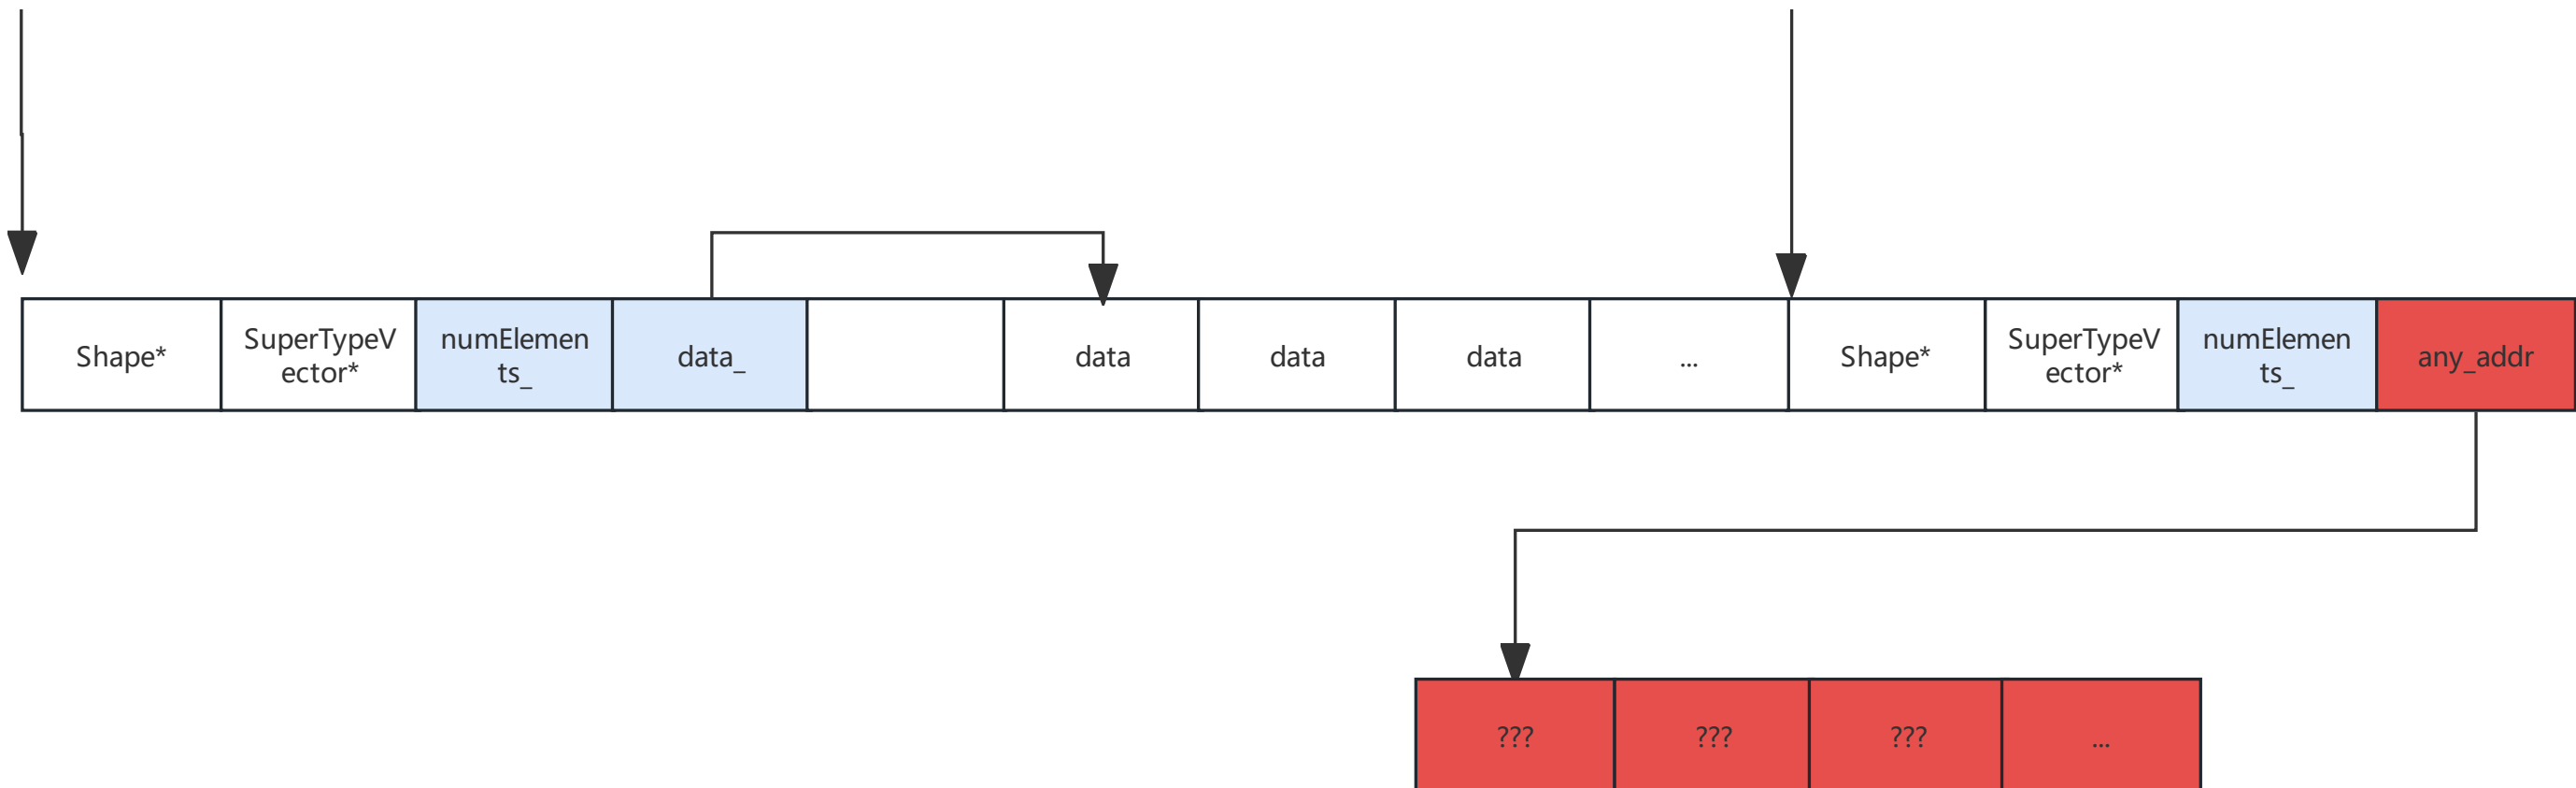 Shape*
SuperTypeV
ector*
numElemen
ts_
data_
data
data
data
...
Shape*
SuperTypeV
ector*
numElemen
ts_
any_addr
???
???
???
...